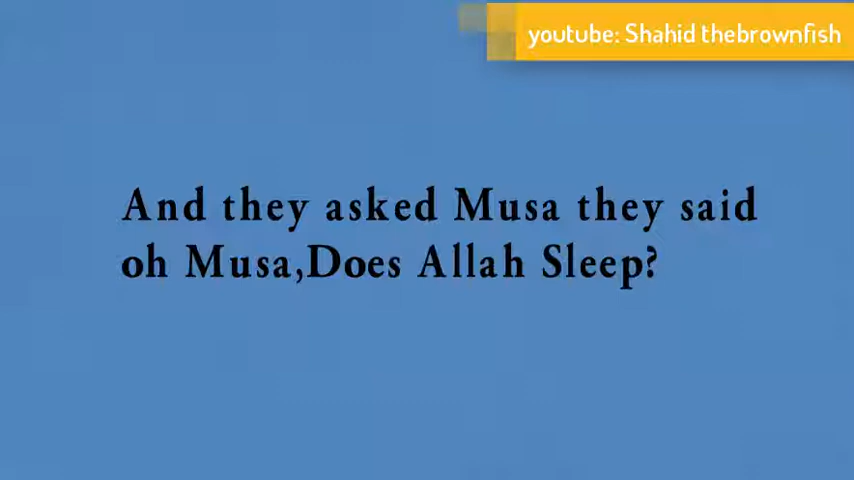 youtube: Shahid thebrownfish
And they asked Musa they said
oh Musa,Does Allah Sleep?